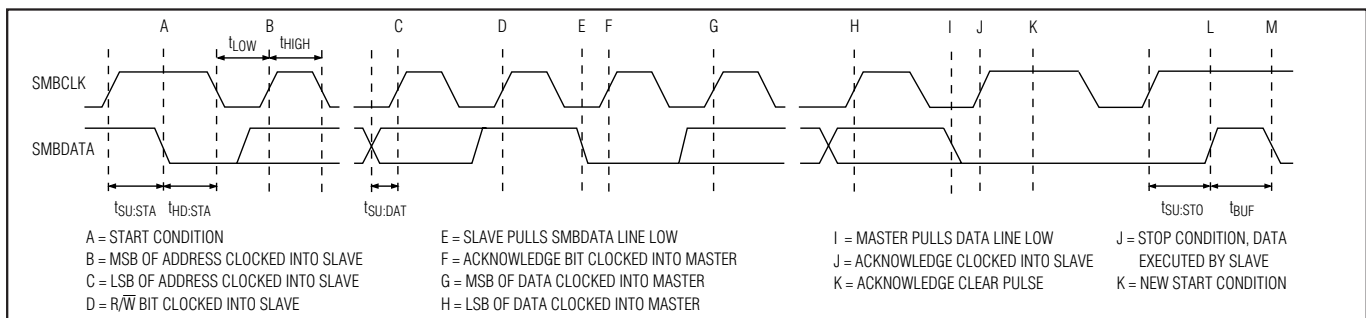 A B C D E F G H I J K L M
tLOW tHIGH
SMBCLK
SMBDATA
tSU:STA tHD:STA tSU:DAT tSU:STO tBUF
A = START CONDITION
B = MSB OF ADDRESS CLOCKED INTO SLAVE
C = LSB OF ADDRESS CLOCKED INTO SLAVE
D = R/W̅ BIT CLOCKED INTO SLAVE
E = SLAVE PULLS SMBDATA LINE LOW
F = ACKNOWLEDGE BIT CLOCKED INTO MASTER
G = MSB OF DATA CLOCKED INTO MASTER
H = LSB OF DATA CLOCKED INTO MASTER
I = MASTER PULLS DATA LINE LOW
J = ACKNOWLEDGE CLOCKED INTO SLAVE
K = ACKNOWLEDGE CLEAR PULSE
J = STOP CONDITION, DATA
EXECUTED BY SLAVE
K = NEW START CONDITION